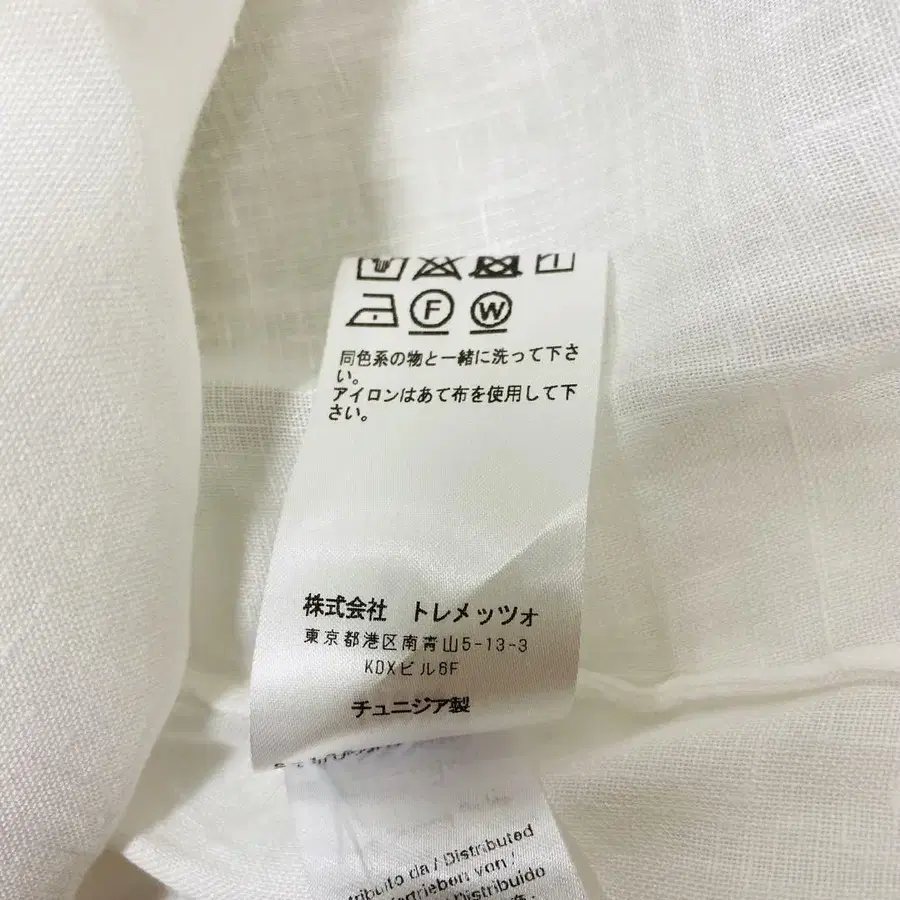 F W
同色系の物と一緒に洗って下さ
い。
アイロンはあて布を使用して下
さい。
株式会社 トレメッツォ
東京都港区南青山5-13-3
KDXビル6F
チュニジア製
da / Distributed
von /
Distribuido